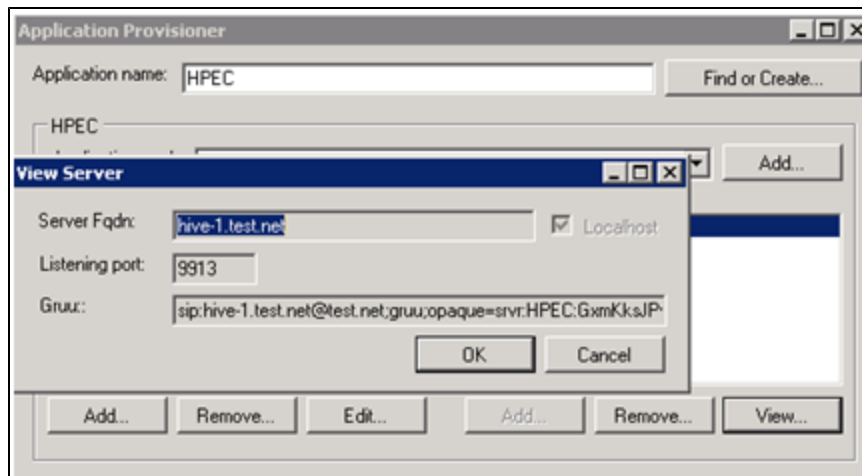 Application Provisioner
Application name: HPEC Find or Create...
HPEC
Add...
View Server
Server Fqdn: hive-1.test.net Localhost
Listening port: 9913
Gruu:: sip:hive-1.test.net@test.net;gruu;opaque=srvr:HPEC:GxmKksJP
OK Cancel
Add... Remove... Edit... Add... Remove... View...